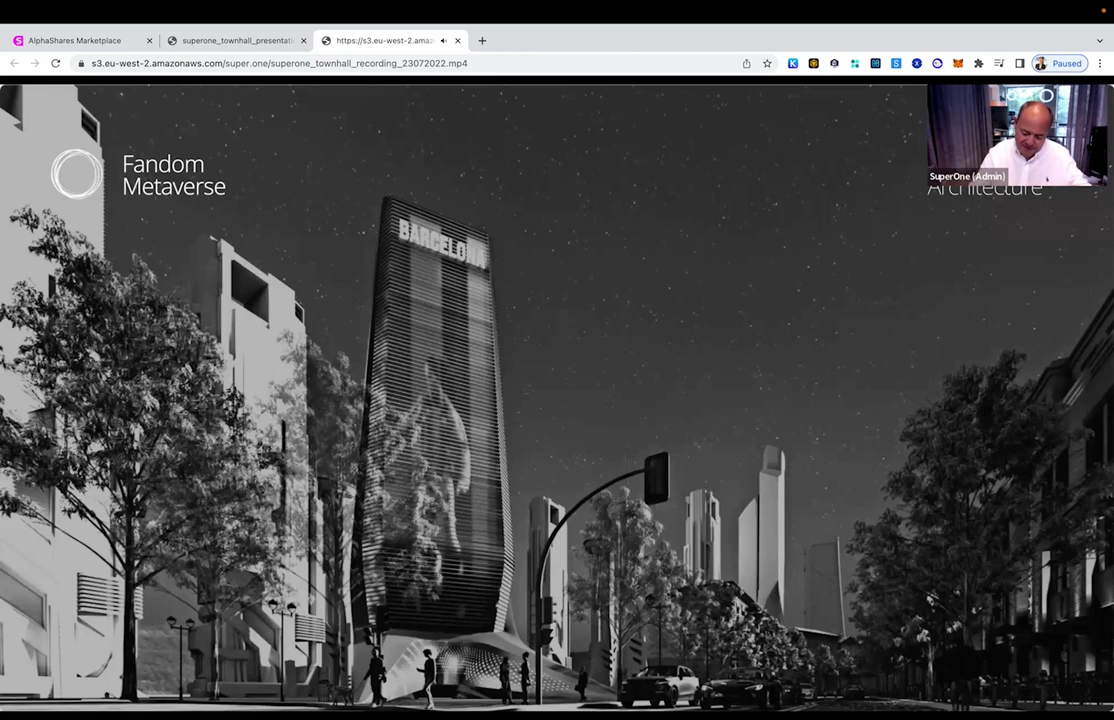 AlphaShares Marketplace
superone_townhall_presentati
https://s3.eu-west-2.amaz
s3.eu-west-2.amazonaws.com/super.one/superone_townhall_recording_23072022.mp4
Paused
Fandom
Metaverse
SuperOne (Admin)
Architecture
BARCELONA